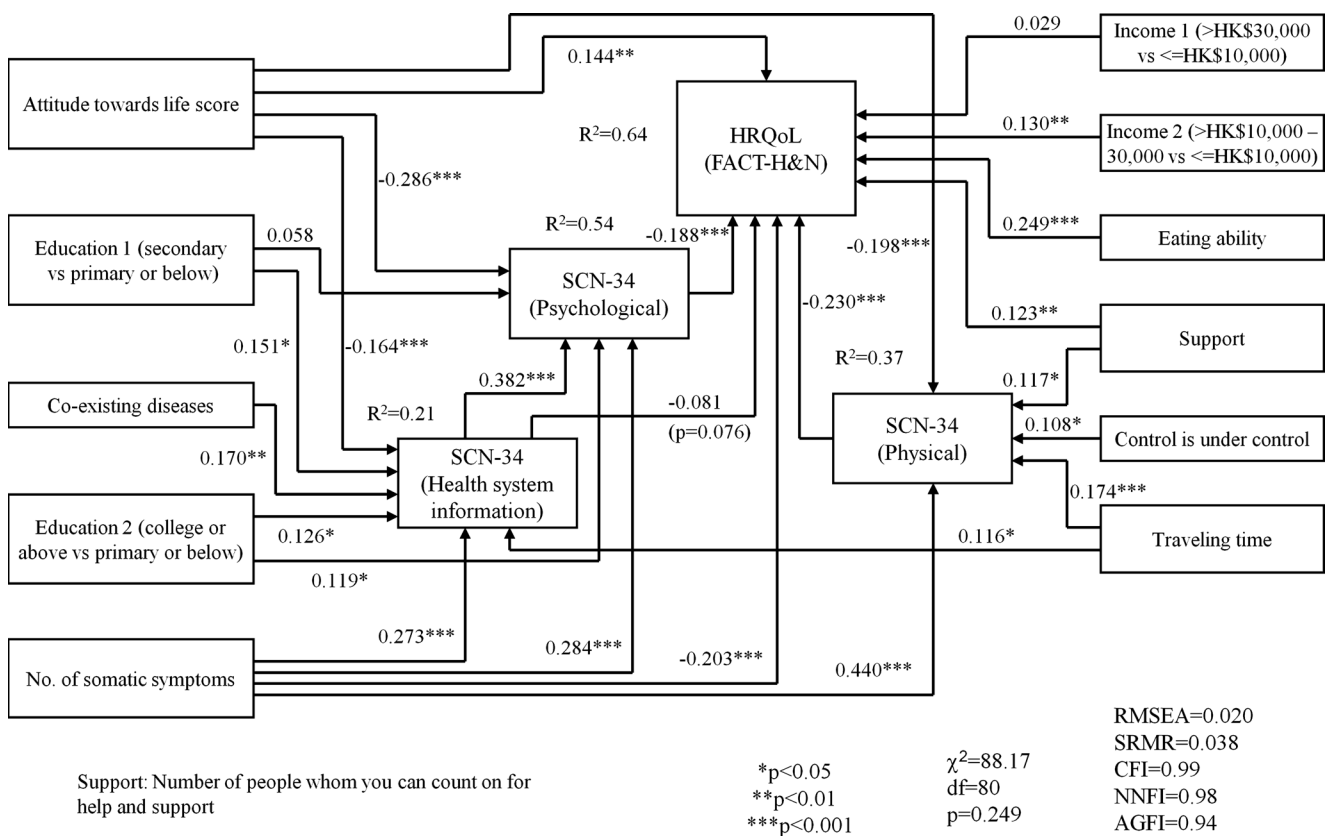 Attitude towards life score
0.144**
0.029
Income 1 (>HK$30,000
vs <=HK$10,000)
R²=0.64
HRQoL
(FACT-H&N)
0.130**
Income 2 (>HK$10,000 –
30,000 vs <=HK$10,000)
-0.286***
Education 1 (secondary
vs primary or below)
0.058
R²=0.54
-0.188***
-0.198***
0.249***
Eating ability
SCN-34
(Psychological)
-0.230***
0.123**
Support
0.151*
-0.164***
R²=0.37
0.117*
Co-existing diseases
0.382***
R²=0.21
-0.081
(p=0.076)
SCN-34
(Physical)
0.108*
Control is under control
0.170**
SCN-34
(Health system
information)
0.174***
Education 2 (college or
above vs primary or below)
0.126*
0.116*
Traveling time
0.119*
No. of somatic symptoms
0.273***
0.284***
-0.203***
0.440***
Support: Number of people whom you can count on for
help and support
*p<0.05
**p<0.01
***p<0.001
χ²=88.17
df=80
p=0.249
RMSEA=0.020
SRMR=0.038
CFI=0.99
NNFI=0.98
AGFI=0.94